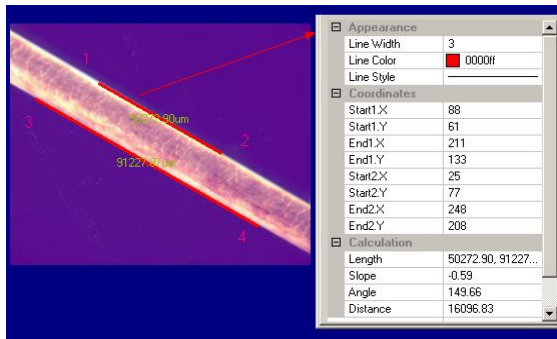 1
50272.90um
2
3
4
Appearance
Line Width 3
Line Color 0000ff
Line Style
Coordinates
Start1.X 88
Start1.Y 61
End1.X 211
End1.Y 133
Start2.X 25
Start2.Y 77
End2.X 248
End2.Y 208
Calculation
Length 50272.90, 91227...
Slope -0.59
Angle 149.66
Distance 16096.83